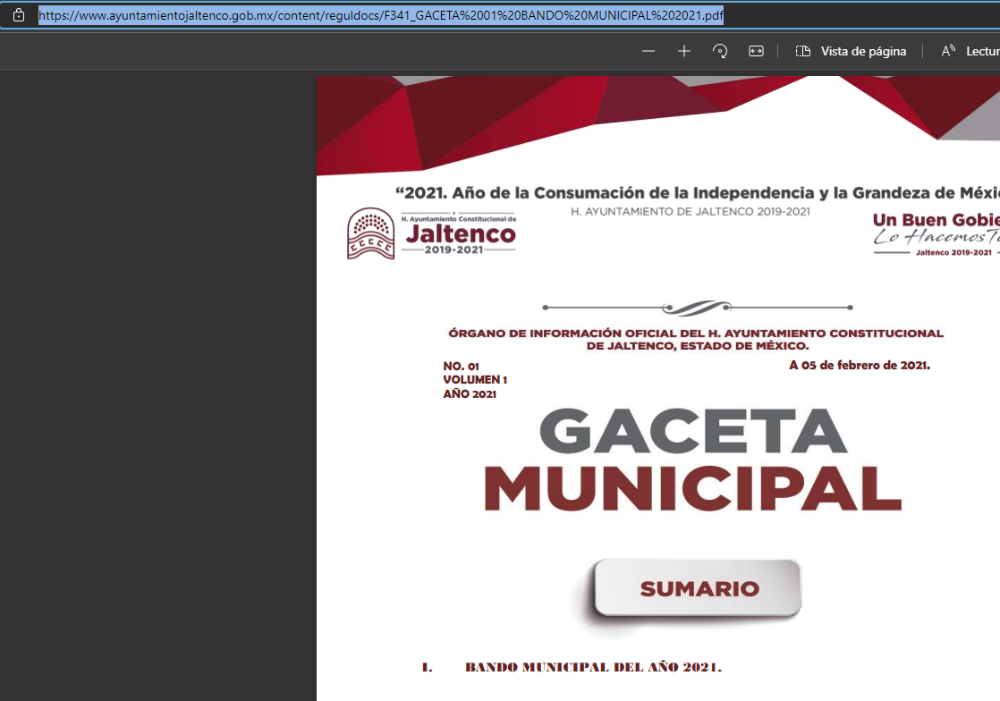 https://www.ayuntamientojaltenco.gob.mx/content/reguldocs/F341_GACETA%2001%20BANDO%20MUNICIPAL%202021.pdf
Vista de página
“2021. Año de la Consumación de la Independencia y la Grandeza de
H. AYUNTAMIENTO DE JALTENCO 2019-2021
H. Ayuntamiento Constitucional de
Jaltenco
2019-2021
Un Buen
Lo Hacemos
Jaltenco 2019-2021
ÓRGANO DE INFORMACIÓN OFICIAL DEL H. AYUNTAMIENTO CONSTITUCIONAL
DE JALTENCO, ESTADO DE MÉXICO.
NO. 01
A 05 de febrero de 2021.
VOLUMEN 1
AÑO 2021
GACETA
MUNICIPAL
SUMARIO
I. BANDO MUNICIPAL DEL AÑO 2021.